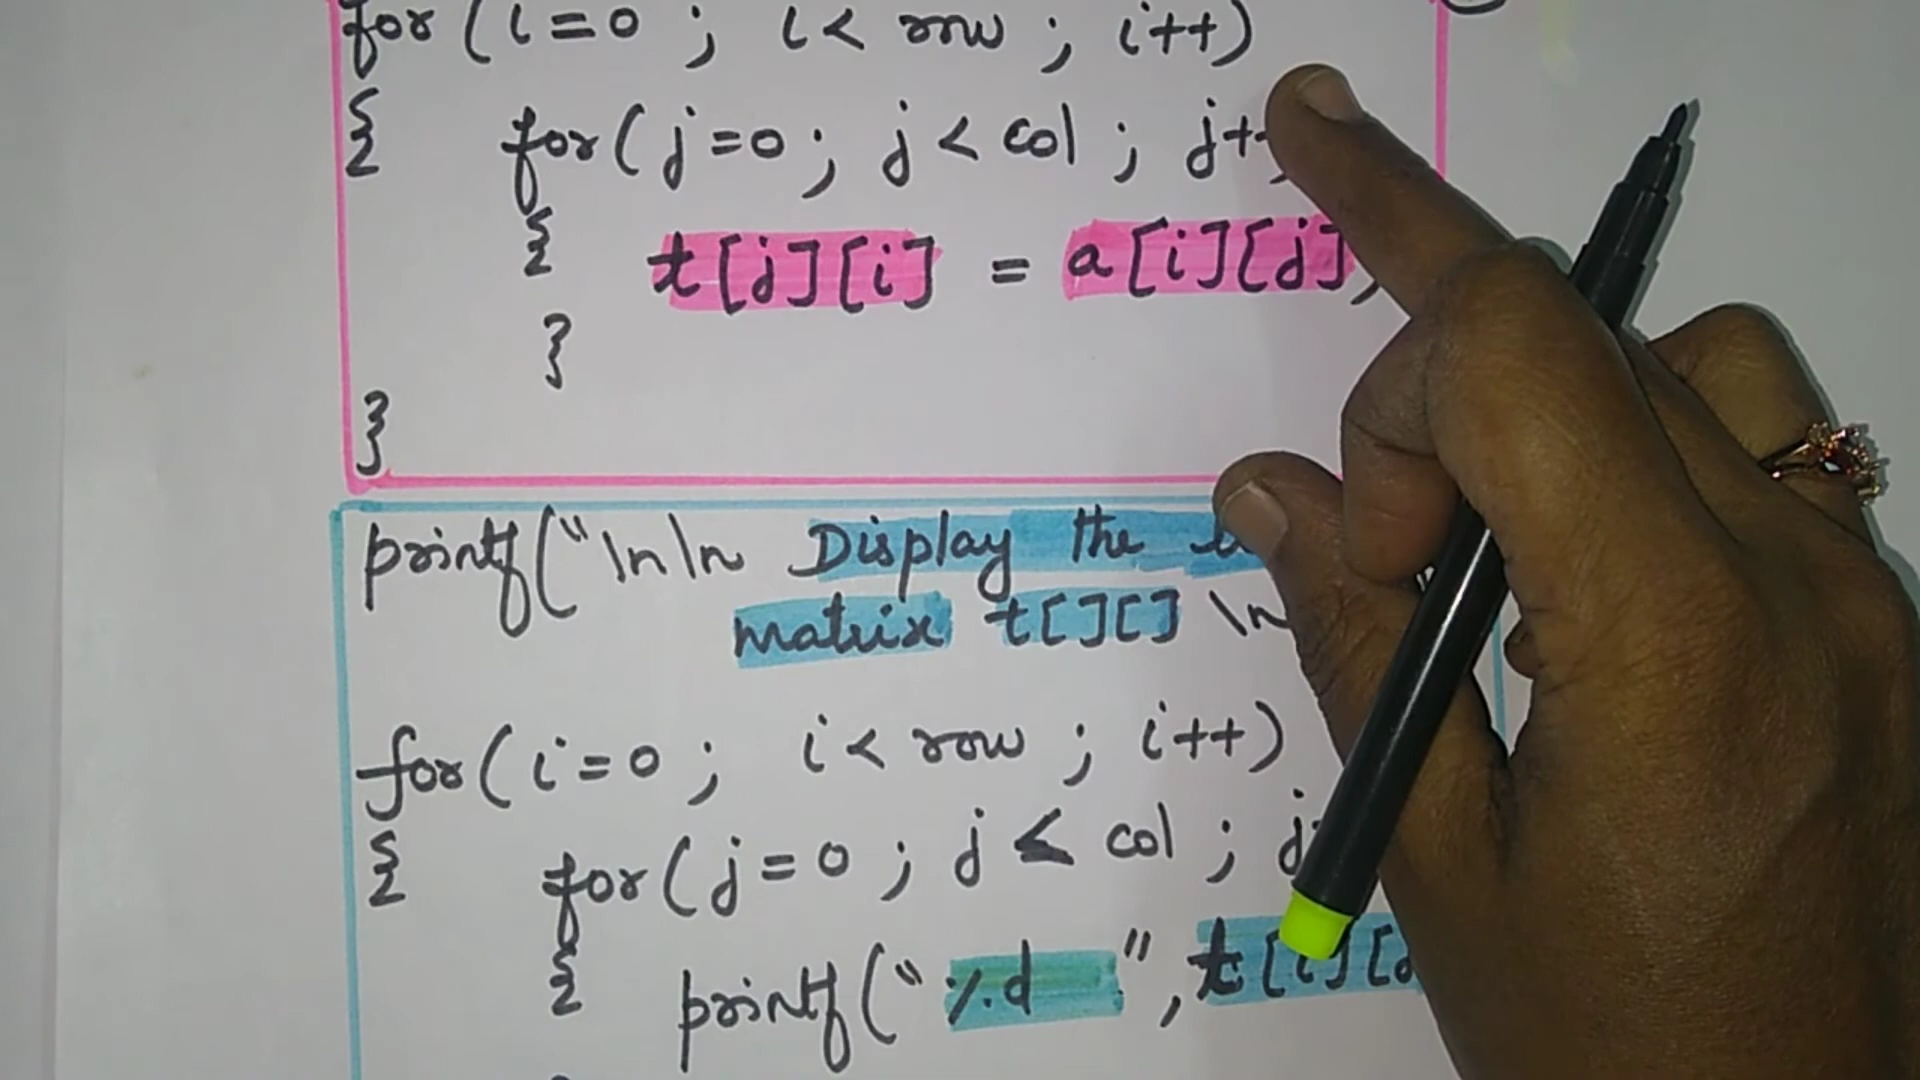 for ( i = 0 ; i < row ; i++)
{ for ( j = 0 ; j < col ; j+
{ t[j][i] = a[i][j]
}
}
printf("\n\n Display the
matrix t[][] \n
for ( i = 0 ; i < row ; i++)
{ for ( j = 0 ; j < col ; j
{ printf(" %d ", t[i][j